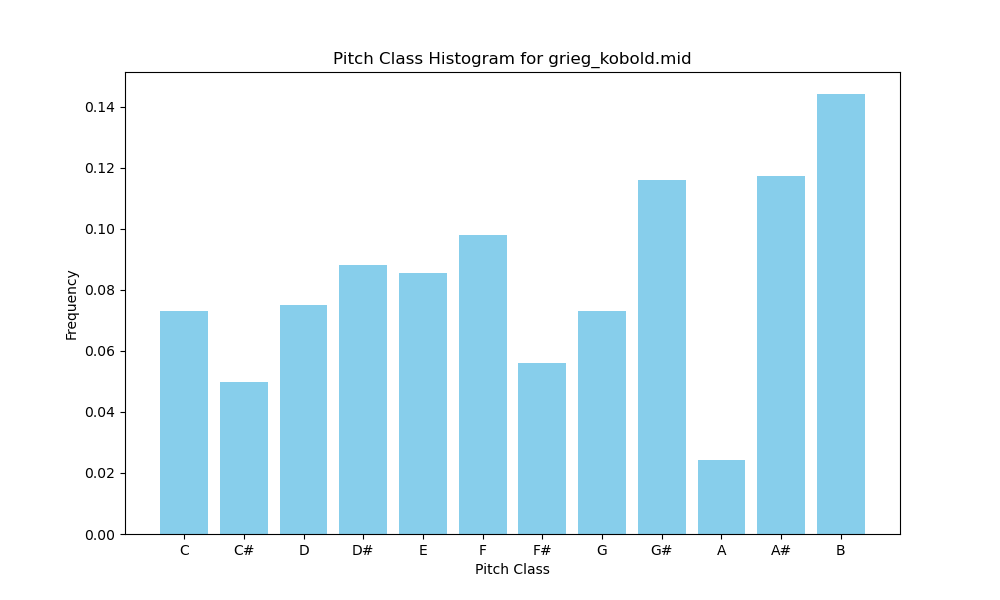 Pitch Class Histogram for grieg_kobold.mid
Frequency
0.14
0.12
0.10
0.08
0.06
0.04
0.02
0.00
C C# D D# E F F# G G# A A# B
Pitch Class